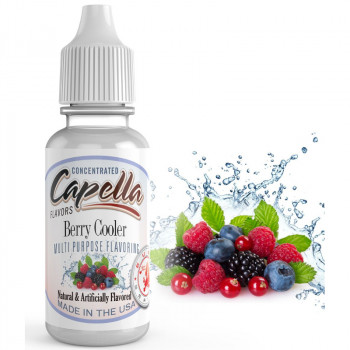 CONCENTRATED
Capella
FLAVORS
Berry Cooler
MULTI PURPOSE FLAVORING
Natural & Artificially Flavored
MADE IN THE USA